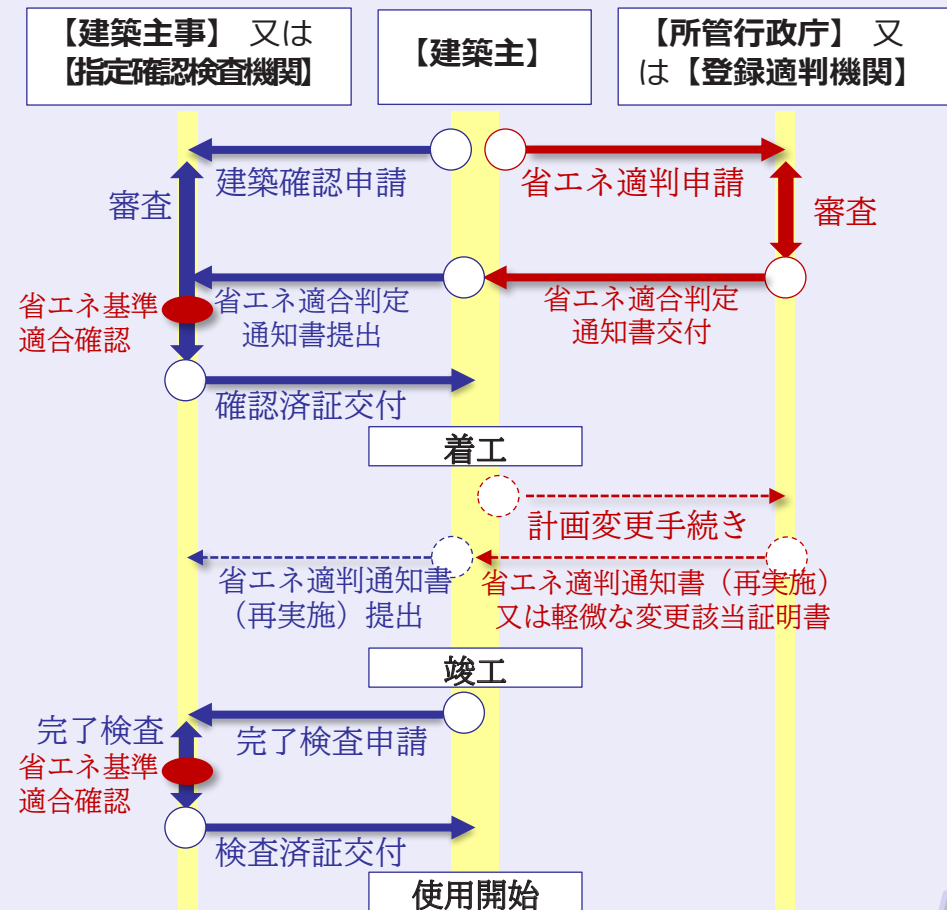 【建築主事】 又は
【指定確認検査機関】
【建築主】
【所管行政庁】 又
は【登録適判機関】
建築確認申請
省エネ適判申請
審査
審査
省エネ基準
適合確認
省エネ適合判定
通知書提出
省エネ適合判定
通知書交付
確認済証交付
着工
計画変更手続き
省エネ適判通知書
（再実施）提出
省エネ適判通知書（再実施）
又は軽微な変更該当証明書
竣工
完了検査
完了検査申請
省エネ基準
適合確認
検査済証交付
使用開始